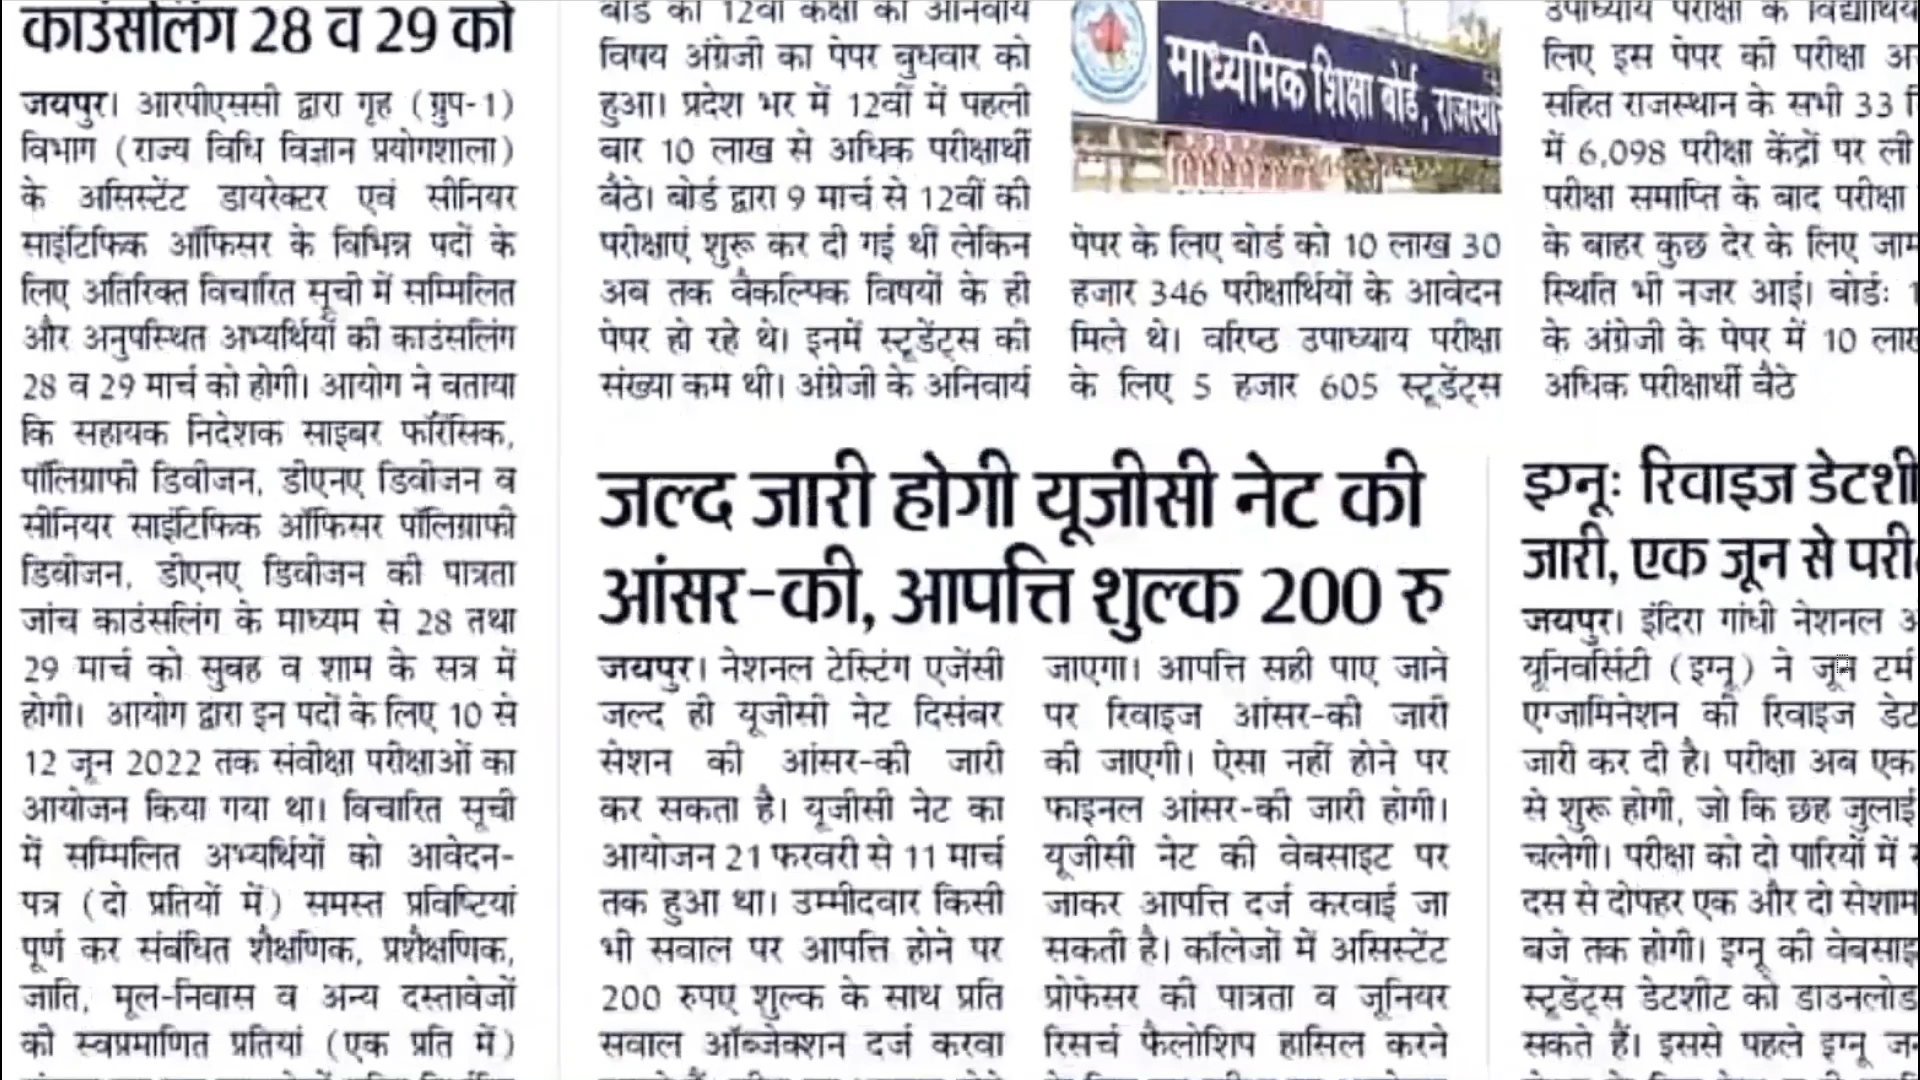 काउंसलिंग 28 व 29 को
जयपुर। आरपीएससी द्वारा गृह (ग्रुप-1)
विभाग (राज्य विधि विज्ञान प्रयोगशाला)
के असिस्टेंट डायरेक्टर एवं सीनियर
साइंटिफिक ऑफिसर के विभिन्न पदों के
लिए अतिरिक्त विचारित सूची में सम्मिलित
और अनुपस्थित अभ्यर्थियों की काउंसलिंग
28 व 29 मार्च को होगी। आयोग ने बताया
कि सहायक निदेशक साइबर फॉरेंसिक,
पॉलिग्राफी डिवीजन, डीएनए डिवीजन व
सीनियर साइंटिफिक ऑफिसर पॉलिग्राफी
डिवीजन, डीएनए डिवीजन की पात्रता
जांच काउंसलिंग के माध्यम से 28 तथा
29 मार्च को सुबह व शाम के सत्र में
होगी। आयोग द्वारा इन पदों के लिए 10 से
12 जून 2022 तक संवीक्षा परीक्षाओं का
आयोजन किया गया था। विचारित सूची
में सम्मिलित अभ्यर्थियों को आवेदन-
पत्र (दो प्रतियों में) समस्त प्रविष्टियां
पूर्ण कर संबंधित शैक्षणिक, प्रशैक्षणिक,
जाति, मूल-निवास व अन्य दस्तावेजों
की स्वप्रमाणित प्रतियां (एक प्रति में)
बोर्ड की 12वीं कक्षा की अनिवार्य
विषय अंग्रेजी का पेपर बुधवार को
हुआ। प्रदेश भर में 12वीं में पहली
बार 10 लाख से अधिक परीक्षार्थी
बैठे। बोर्ड द्वारा 9 मार्च से 12वीं की
परीक्षाएं शुरू कर दी गई थीं लेकिन
अब तक वैकल्पिक विषयों के ही
पेपर हो रहे थे। इनमें स्टूडेंट्स की
संख्या कम थी। अंग्रेजी के अनिवार्य
माध्यमिक शिक्षा बोर्ड, राजस्थान
पेपर के लिए बोर्ड को 10 लाख 30
हजार 346 परीक्षार्थियों के आवेदन
मिले थे। वरिष्ठ उपाध्याय परीक्षा
के लिए 5 हजार 605 स्टूडेंट्स
उपाध्याय परीक्षा के
लिए इस पेपर की परीक्षा
सहित राजस्थान के सभी 33
में 6,098 परीक्षा केंद्रों पर ली
परीक्षा समाप्ति के बाद परीक्षा
के बाहर कुछ देर के लिए जाम
स्थिति भी नजर आई। बोर्डः
के अंग्रेजी के पेपर में 10 लाख
अधिक परीक्षार्थी बैठे
जल्द जारी होगी यूजीसी नेट की
आंसर-की, आपत्ति शुल्क 200 रु
जयपुर। नेशनल टेस्टिंग एजेंसी
जल्द ही यूजीसी नेट दिसंबर
सेशन की आंसर-की जारी
कर सकता है। यूजीसी नेट का
आयोजन 21 फरवरी से 11 मार्च
तक हुआ था। उम्मीदवार किसी
भी सवाल पर आपत्ति होने पर
200 रुपए शुल्क के साथ प्रति
सवाल ऑब्जेक्शन दर्ज करवा
जाएगा। आपत्ति सही पाए जाने
पर रिवाइज आंसर-की जारी
की जाएगी। ऐसा नहीं होने पर
फाइनल आंसर-की जारी होगी।
यूजीसी नेट की वेबसाइट पर
जाकर आपत्ति दर्ज करवाई जा
सकती है। कॉलेजों में असिस्टेंट
प्रोफेसर की पात्रता व जूनियर
रिसर्च फैलोशिप हासिल करने
इग्नूः रिवाइज डेटशी
जारी, एक जून से परी
जयपुर। इंदिरा गांधी नेशनल
यूनिवर्सिटी (इग्नू) ने जून टर्म
एग्जामिनेशन की रिवाइज डेट
जारी कर दी है। परीक्षा अब एक
से शुरू होगी, जो कि छह जुलाई
चलेगी। परीक्षा को दो पारियों में
दस से दोपहर एक और दो सेशाम
बजे तक होगी। इग्नू की वेबसाइ
स्टूडेंट्स डेटशीट को डाउनलोड
सकते हैं। इससे पहले इग्नू